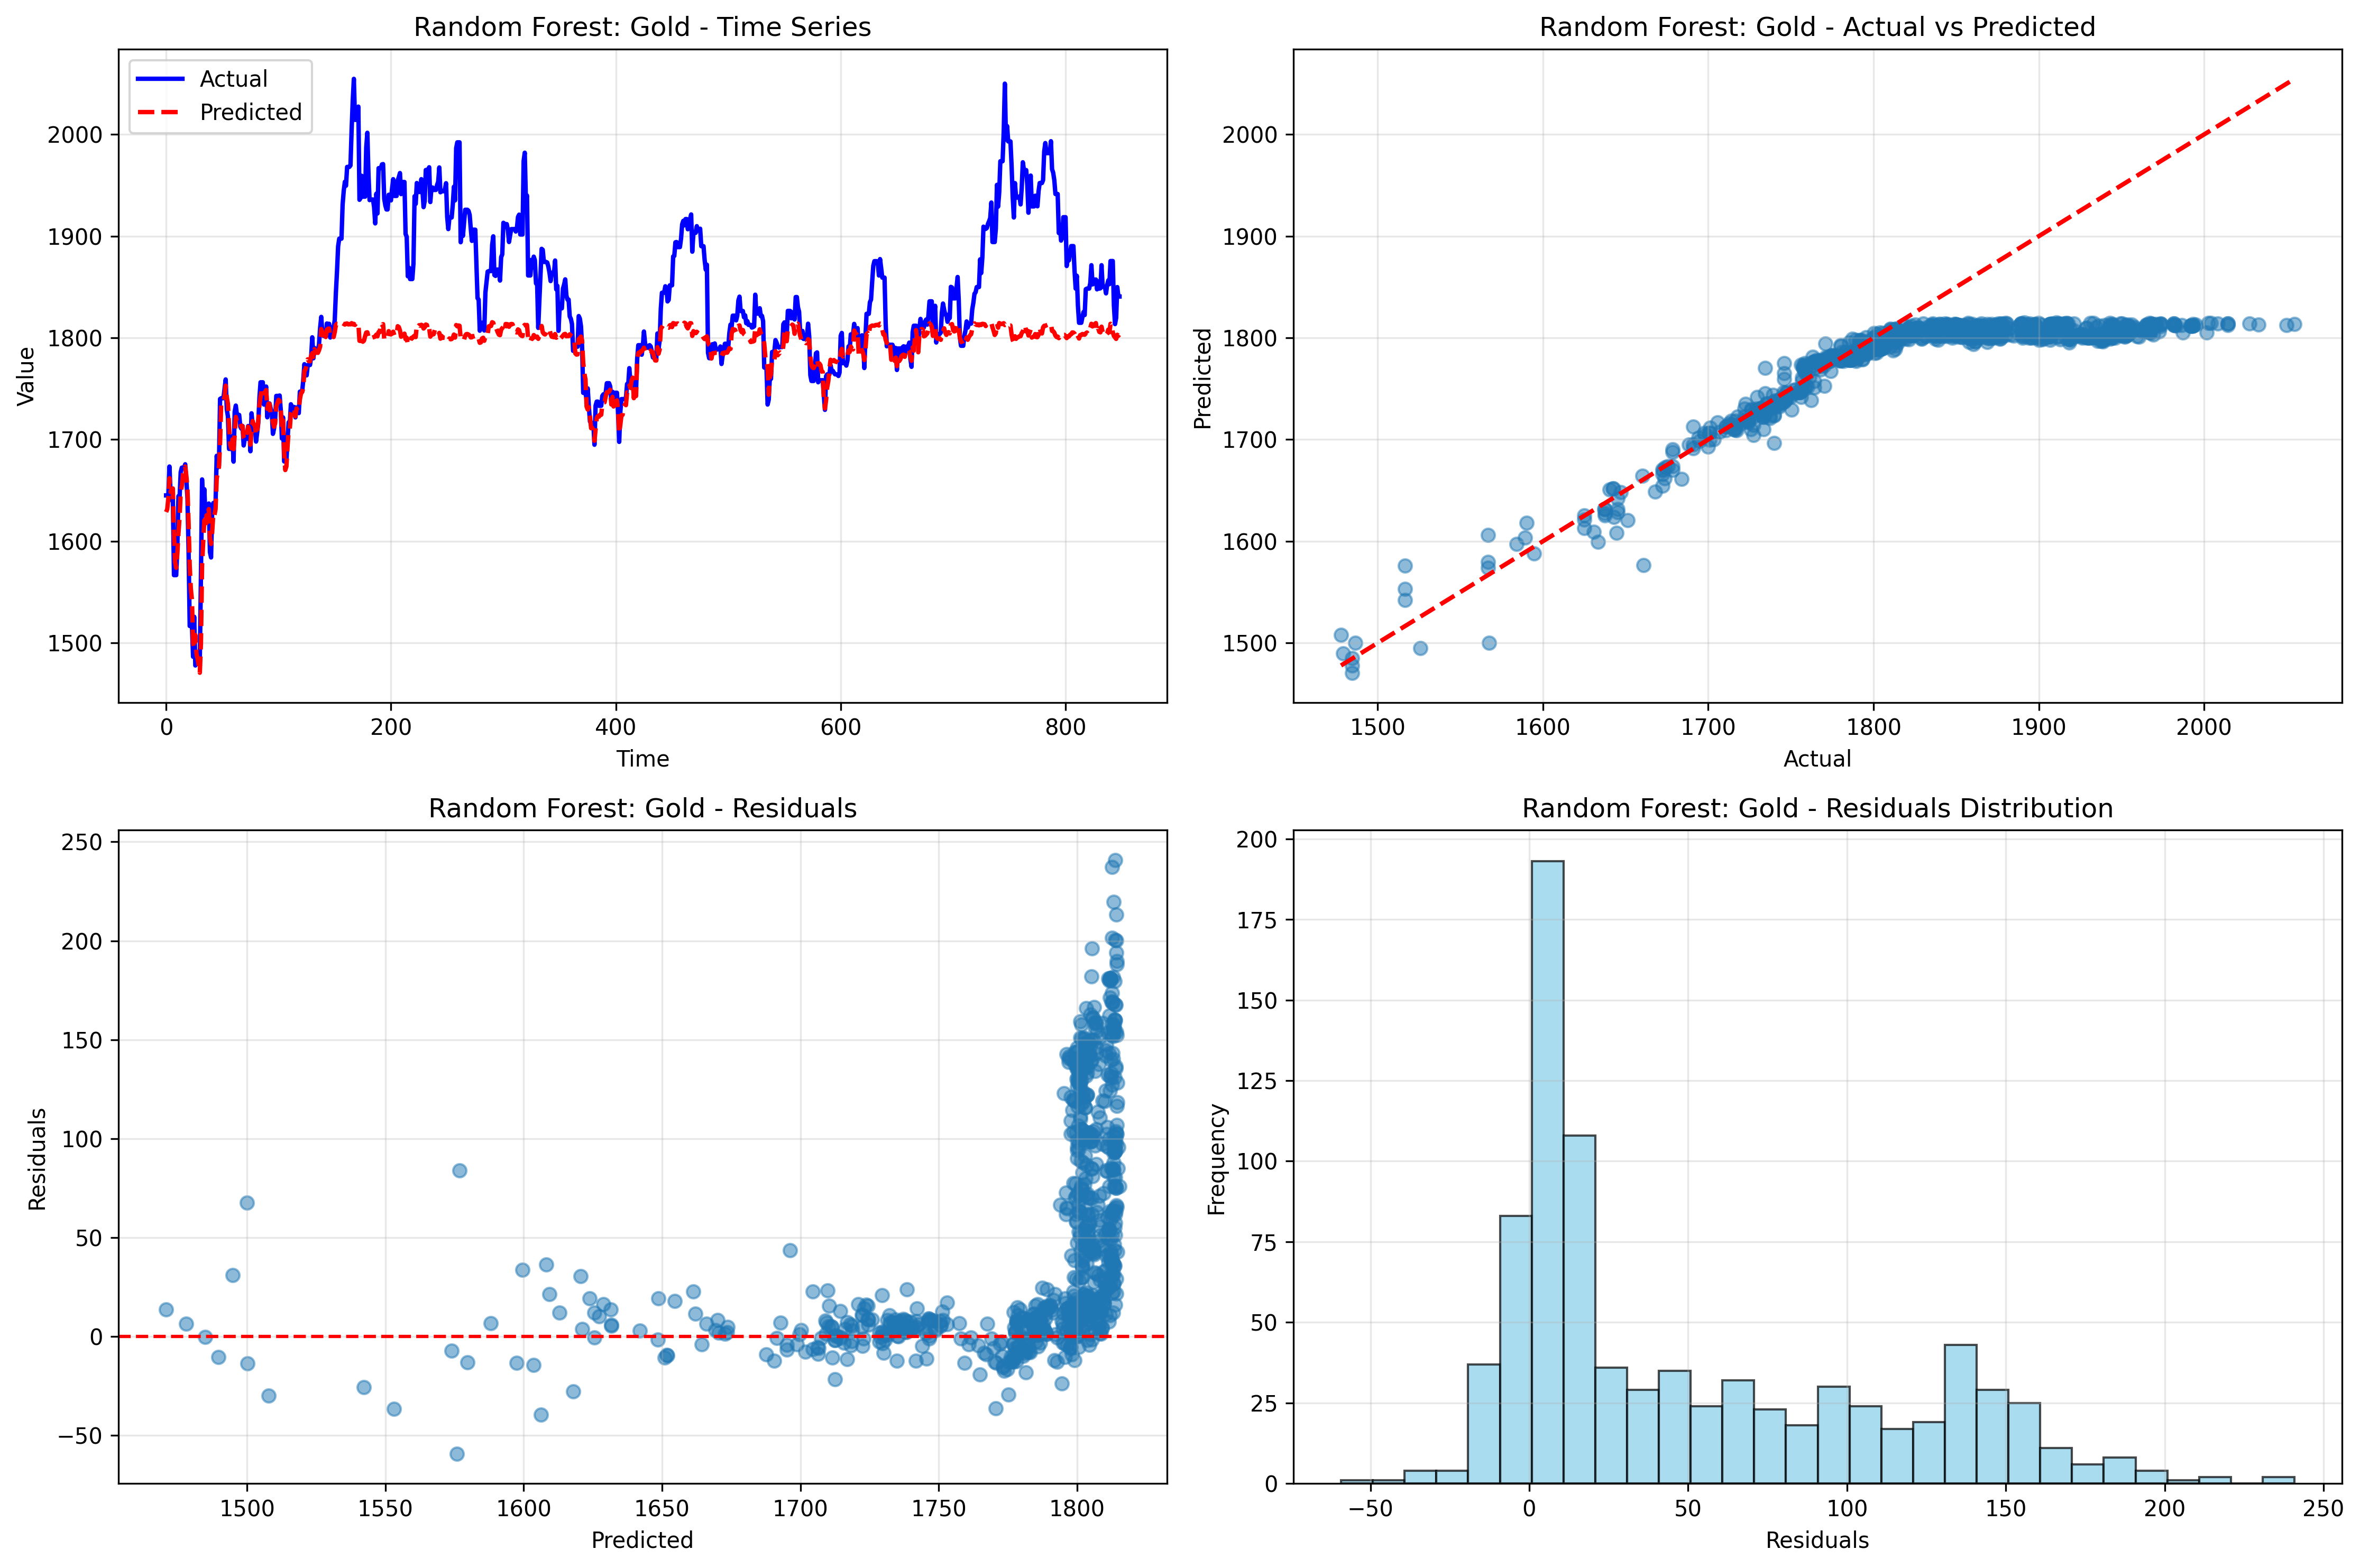 Random Forest: Gold - Time Series
Actual
Predicted
2000
1900
1800
1700
1600
1500
Value
0 200 400 600 800
Time
Random Forest: Gold - Actual vs Predicted
2000
1900
1800
1700
1600
1500
Predicted
1500 1600 1700 1800 1900 2000
Actual
Random Forest: Gold - Residuals
250
200
150
100
50
0
−50
Residuals
1500 1550 1600 1650 1700 1750 1800
Predicted
Random Forest: Gold - Residuals Distribution
200
175
150
125
100
75
50
25
0
Frequency
−50 0 50 100 150 200 250
Residuals